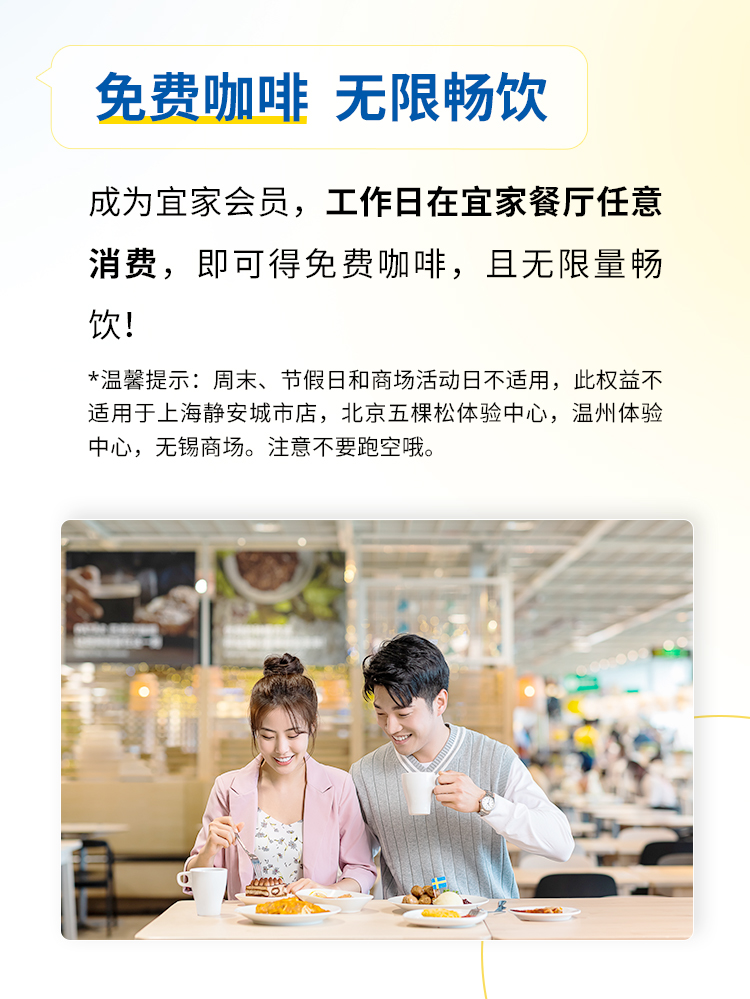 免费咖啡 无限畅饮
成为宜家会员，工作日在宜家餐厅任意
消费，即可得免费咖啡，且无限量畅
饮！
*温馨提示：周末、节假日和商场活动日不适用，此权益不
适用于上海静安城市店，北京五棵松体验中心，温州体验
中心，无锡商场。注意不要跑空哦。